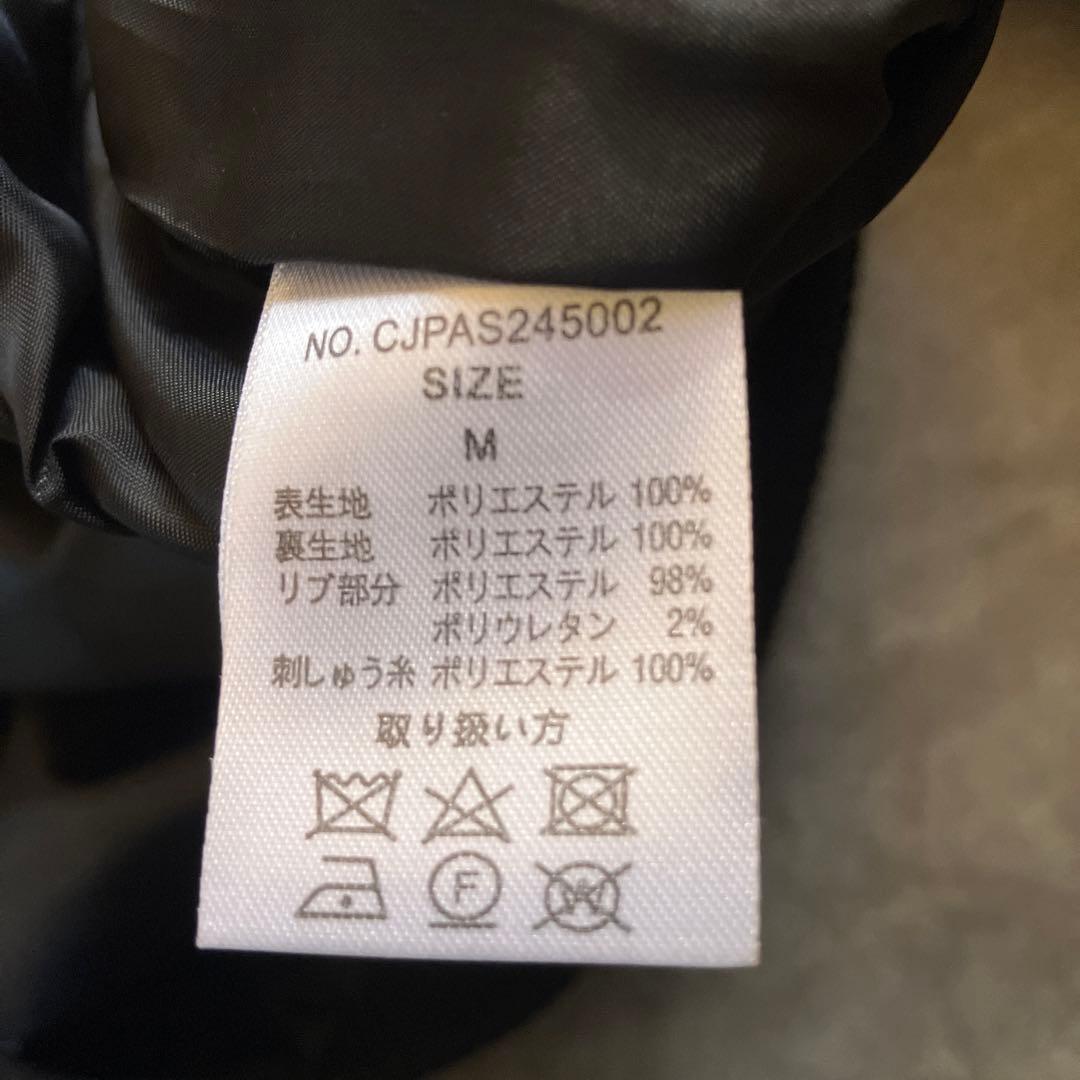 NO. CJPAS245002
SIZE
M
表生地 ポリエステル 100%
裏生地 ポリエステル 100%
リブ部分 ポリエステル 98%
ポリウレタン 2%
刺しゅう糸 ポリエステル 100%
取り扱い方
F W